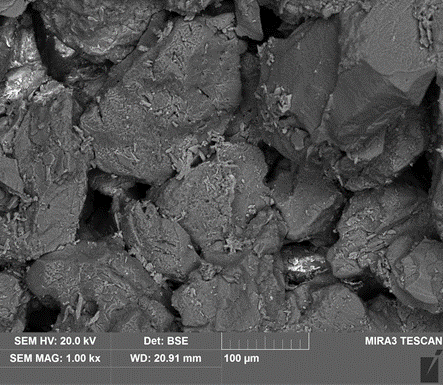 SEM HV: 20.0 kV Det: BSE MIRA3 TESCAN
SEM MAG: 1.00 kx WD: 20.91 mm 100 µm